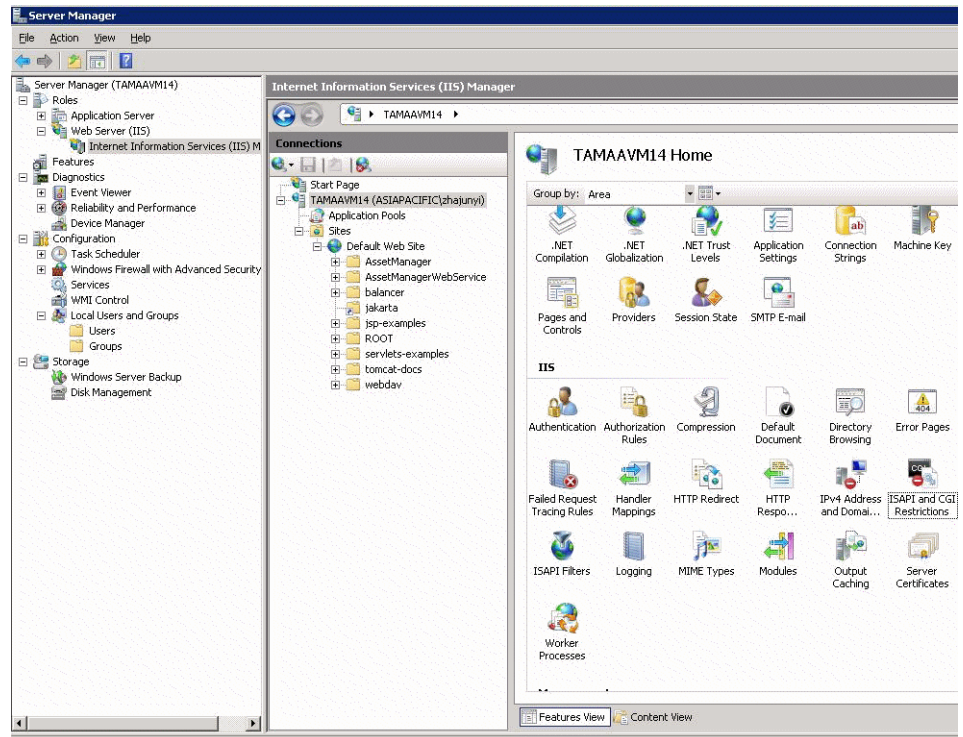 Server Manager
File Action View Help
Server Manager (TAMAAVM14)
Roles
Application Server
Web Server (IIS)
Internet Information Services (IIS) M
Features
Diagnostics
Event Viewer
Reliability and Performance
Device Manager
Configuration
Task Scheduler
Windows Firewall with Advanced Security
Services
WMI Control
Local Users and Groups
Users
Groups
Storage
Windows Server Backup
Disk Management
Internet Information Services (IIS) Manager
TAMAAVM14
Connections
Start Page
TAMAAVM14 (ASIAPACIFIC\zhajunyi)
Application Pools
Sites
Default Web Site
AssetManager
AssetManagerWebService
balancer
jakarta
jsp-examples
ROOT
servlets-examples
tomcat-docs
webdav
TAMAAVM14 Home
Group by: Area
.NET Compilation
.NET Globalization
.NET Trust Levels
Application Settings
ab
Connection Strings
Machine Key
Pages and Controls
Providers
Session State
SMTP E-mail
IIS
Authentication
Authorization Rules
Compression
Default Document
Directory Browsing
404
Error Pages
Failed Request Tracing Rules
Handler Mappings
HTTP Redirect
HTTP Respo...
IPv4 Address and Domai...
CGI
ISAPI and CGI Restrictions
ISAPI Filters
Logging
MIME Types
Modules
Output Caching
Server Certificates
Worker Processes
Features View
Content View